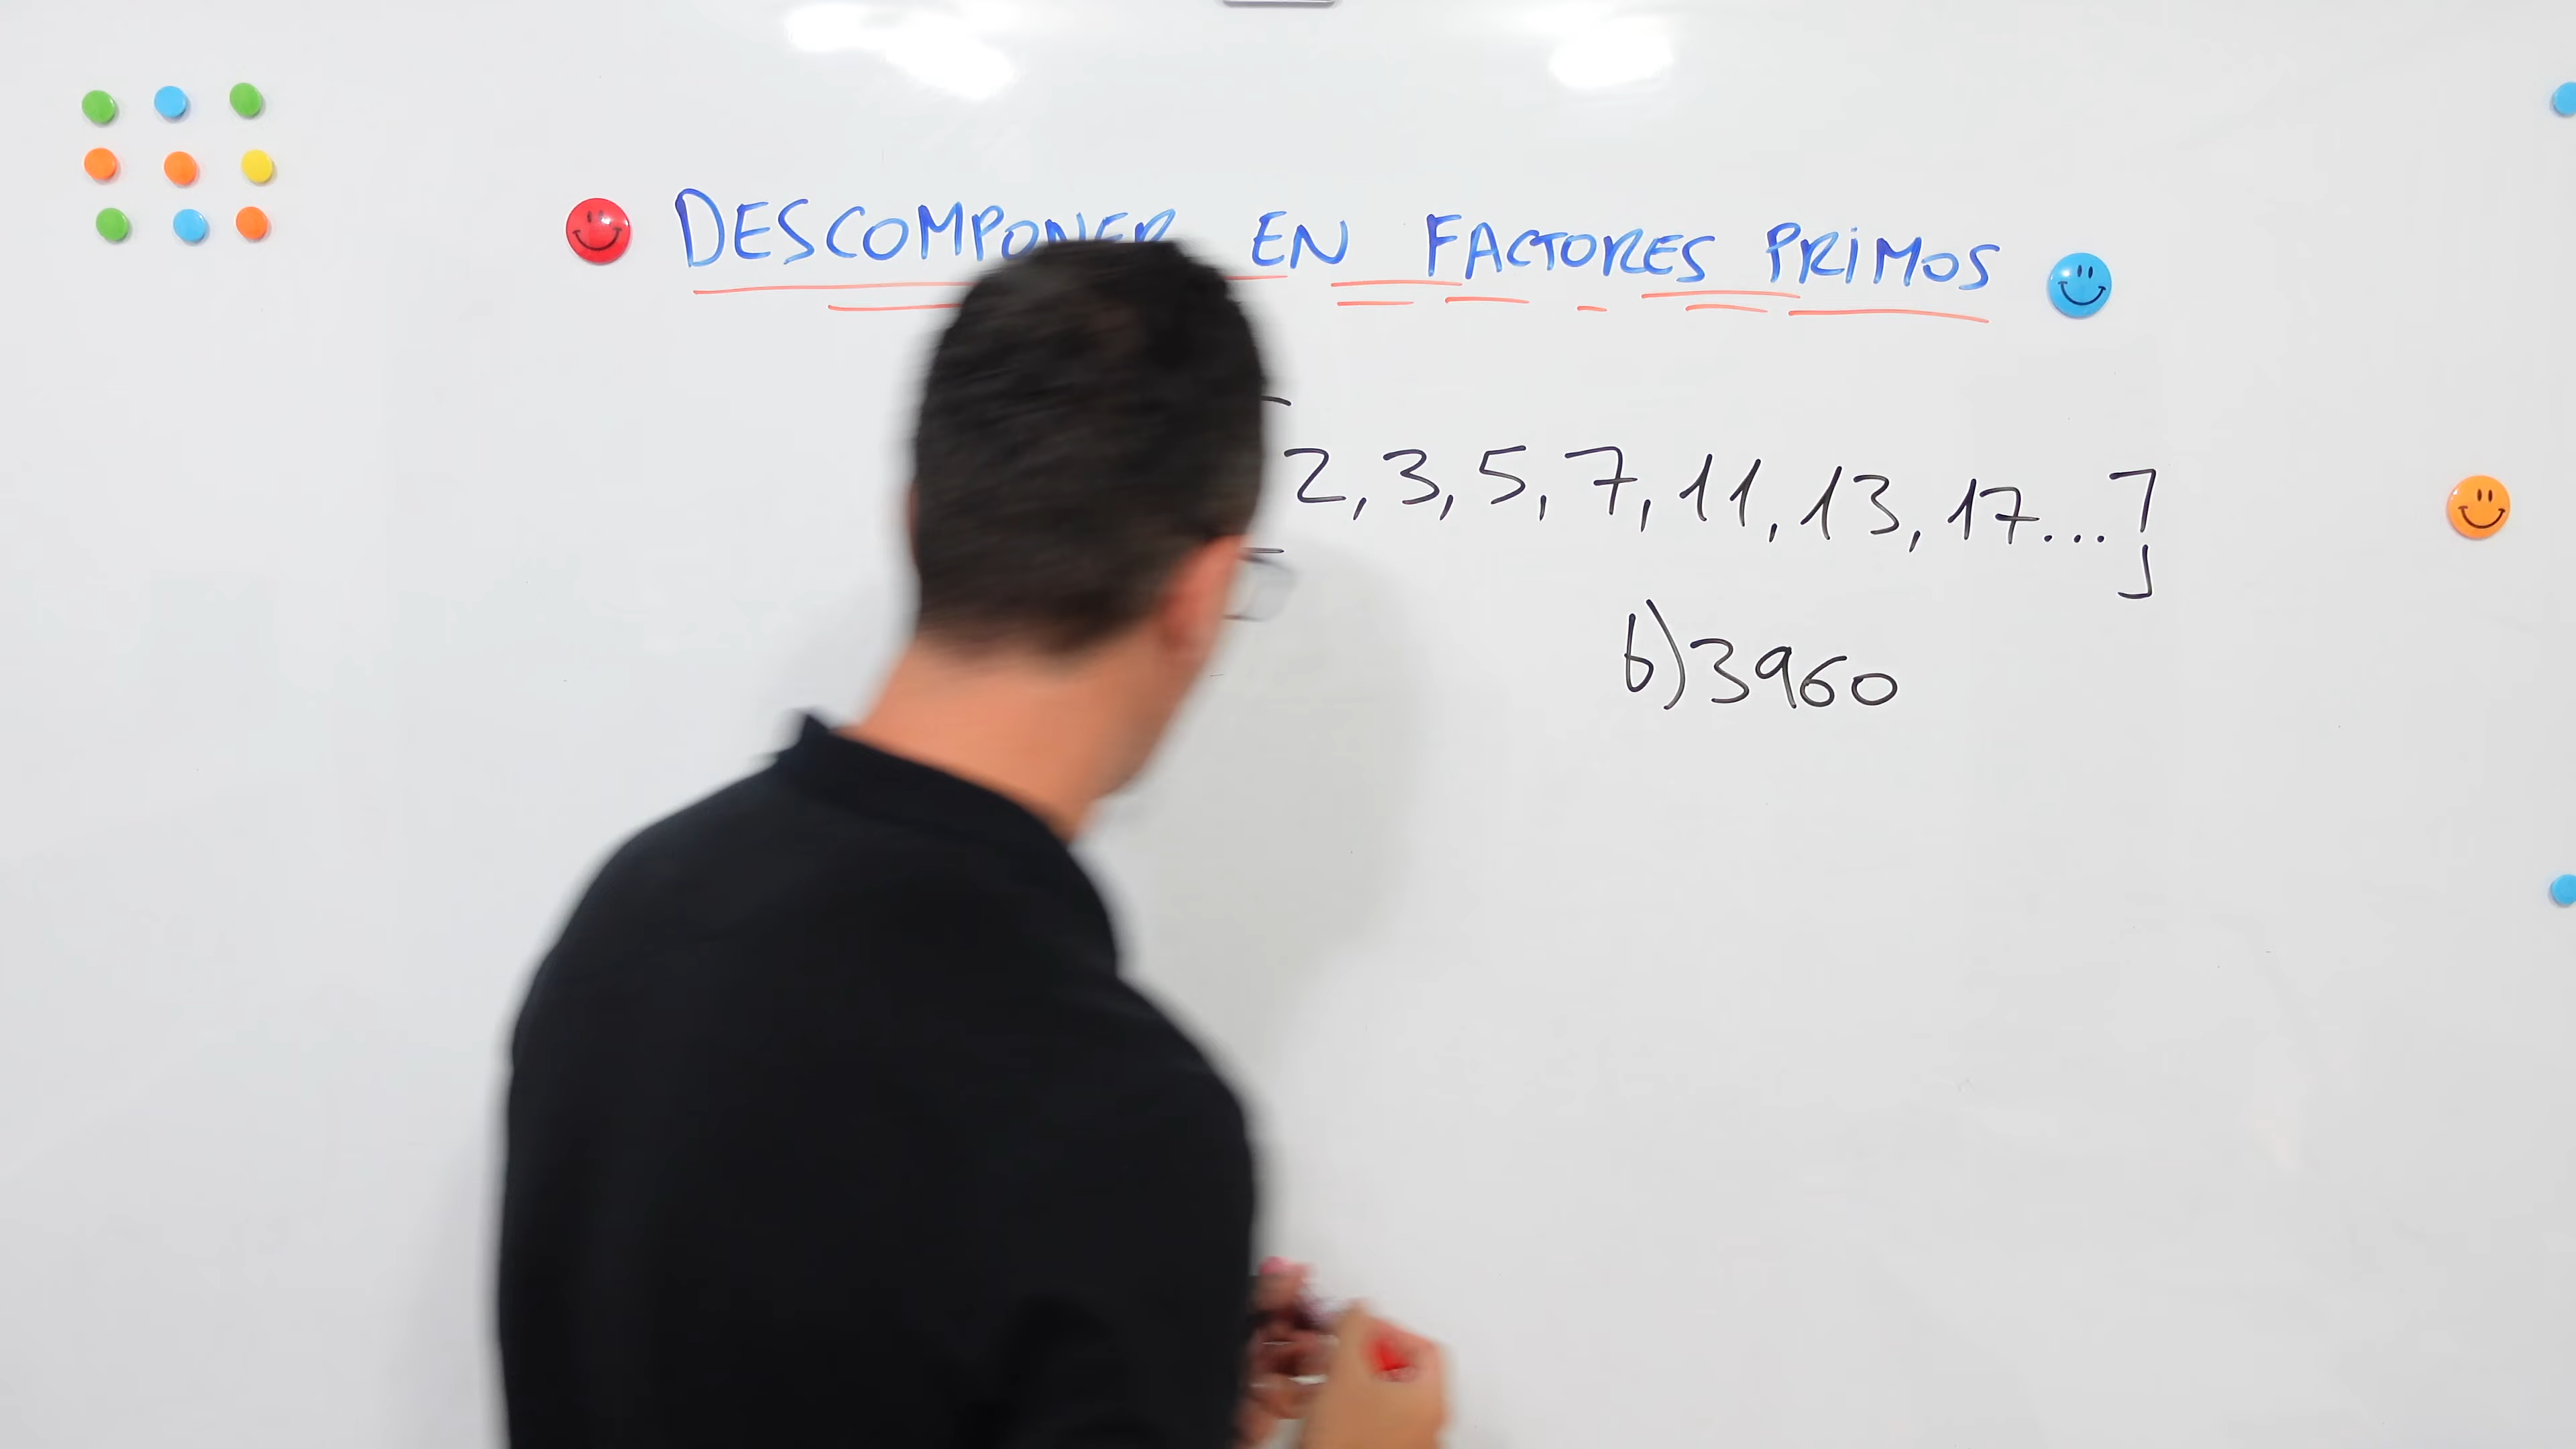 DESCOMPONER EN FACTORES PRIMOS
2, 3, 5, 7, 11, 13, 17...]
b) 3960